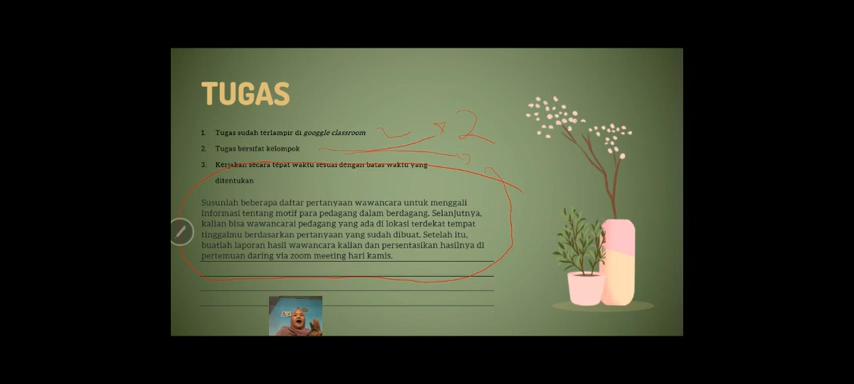 TUGAS
1. Tugas sudah terlampir di googgle classroom
2. Tugas bersifat kelompok
3. Kerjakan secara tepat waktu sesuai dengan batas waktu yang
ditentukan
Susunlah beberapa daftar pertanyaan wawancara untuk menggali
informasi tentang motif para pedagang dalam berdagang. Selanjutnya,
kalian bisa wawancarai pedagang yang ada di lokasi terdekat tempat
tinggalmu berdasarkan pertanyaan yang sudah dibuat. Setelah itu,
buatlah laporan hasil wawancara kalian dan persentasikan hasilnya di
pertemuan daring via zoom meeting hari kamis.